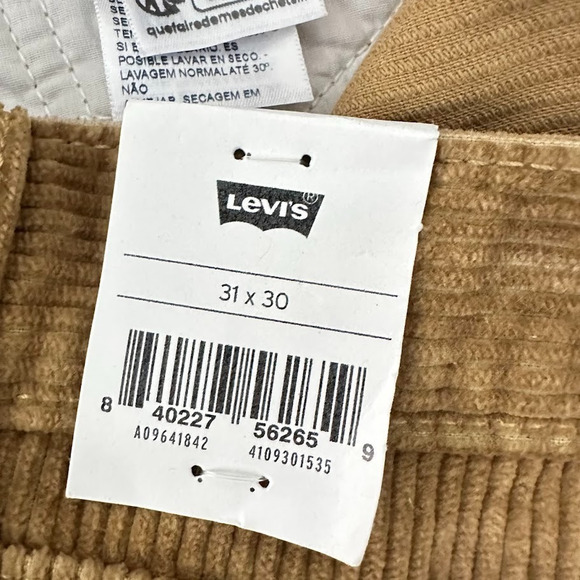 quefairedemesdechets
SI E
ES
POSIBLE LAVAR EN SECO.
LAVAGEM NORMAL ATÉ 30°.
NÃO
SECAGEM EM
Levi's®
31 x 30
8 40227 56265 9
A09641842 4109301535